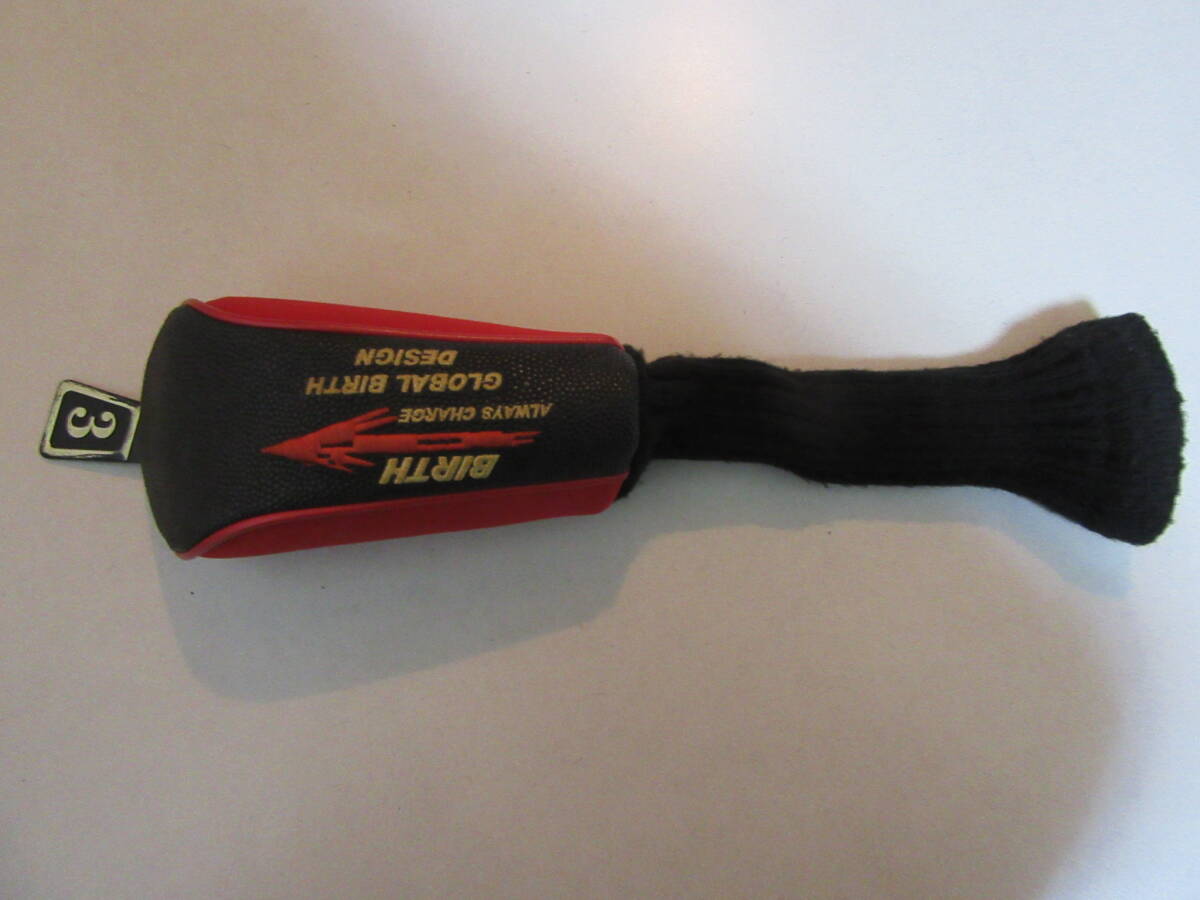 BIRTH
ALWAYS CHARGE
GLOBAL BIRTH
DESIGN
3